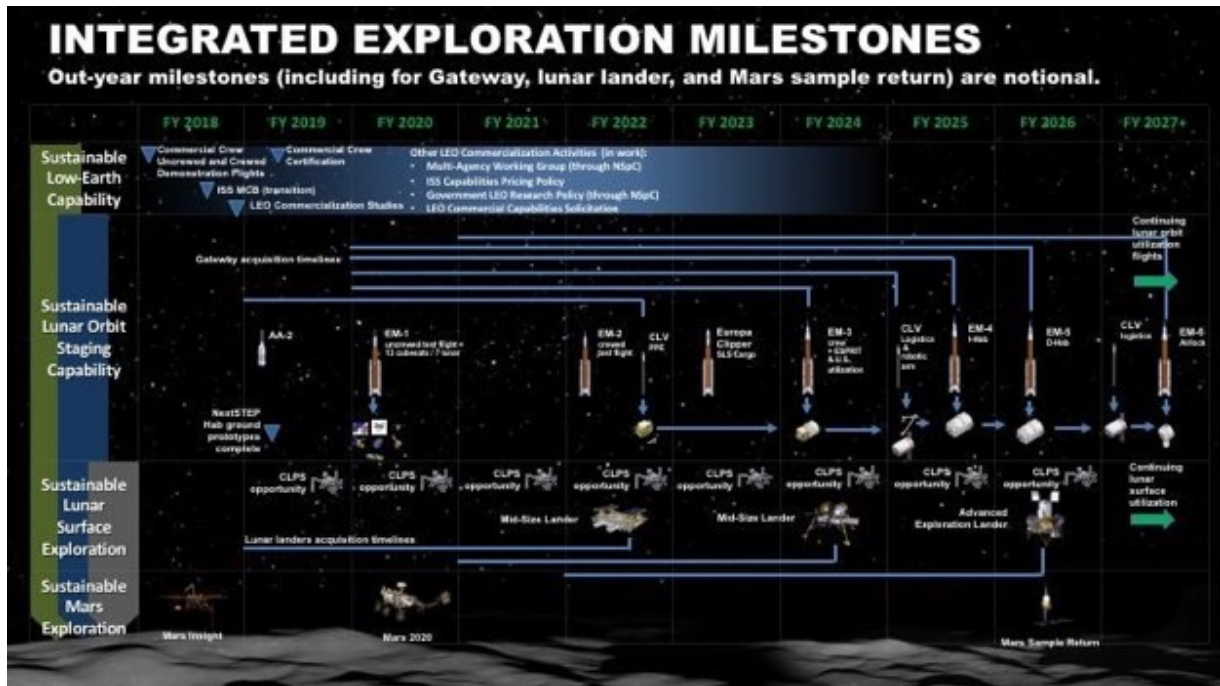 INTEGRATED EXPLORATION MILESTONES
Out-year milestones (including for Gateway, lunar lander, and Mars sample return) are notional.
FY 2018
FY 2019
FY 2020
FY 2021
FY 2022
FY 2023
FY 2024
FY 2025
FY 2026
FY 2027+
Sustainable
Low-Earth
Capability
Commercial Crew
Uncrewed and Crewed
Demonstration Flights
Commercial Crew
Certification
ISS MCB (transition)
LEO Commercialization Studies
Other LEO Commercialization Activities (in work):
• Multi-Agency Working Group (through NSpC)
• ISS Capabilities Pricing Policy
• Government LEO Research Policy (through NSpC)
• LEO Commercial Capabilities Solicitation
Sustainable
Lunar Orbit
Staging
Capability
Gateway acquisition timelines
Continuing
lunar orbit
utilization
flights
AA-2
EM-1
uncrewed test flight +
13 cubesats /
EM-2
crewed
test flight
CLV
PPE
Europa
Clipper
SLS Cargo
EM-3
crew
+ ESPRIT
& U.S.
utilization
CLV
Logistics
&
robotic
arm
EM-4
I-Hab
EM-5
CLV
logistics
EM-6
Airlock
NextSTEP
Hab ground
prototypes
complete
Sustainable
Lunar
Surface
Exploration
CLPS
opportunity
CLPS
opportunity
CLPS
opportunity
CLPS
opportunity
CLPS
opportunity
CLPS
opportunity
CLPS
opportunity
CLPS
opportunity
Continuing
lunar
surface
utilization
Mid-Size Lander
Mid-Size Lander
Advanced
Exploration Lander
Lunar landers acquisition timelines
Sustainable
Mars
Exploration
Mars Insight
Mars 2020
Mars Sample Return